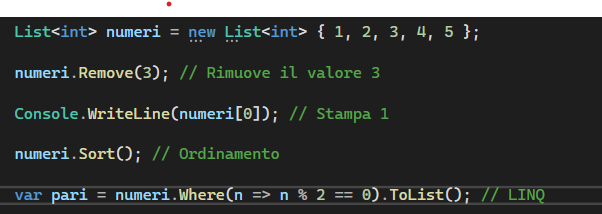 List<int> numeri = new List<int> { 1, 2, 3, 4, 5 };
numeri.Remove(3); // Rimuove il valore 3
Console.WriteLine(numeri[0]); // Stampa 1
numeri.Sort(); // Ordinamento
var pari = numeri.Where(n => n % 2 == 0).ToList(); // LINQ